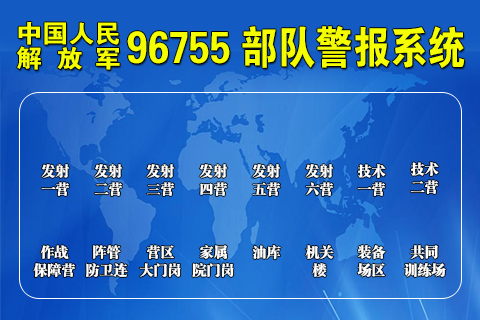 中国人民
解放军 96755 部队警报系统
发射 发射 发射 发射 发射 发射 技术 技术
一营 二营 三营 四营 五营 六营 一营 二营
作战 阵管 营区 家属 油库 机关 装备 共同
保障营 防卫连 大门岗 院门岗 楼 场区 训练场